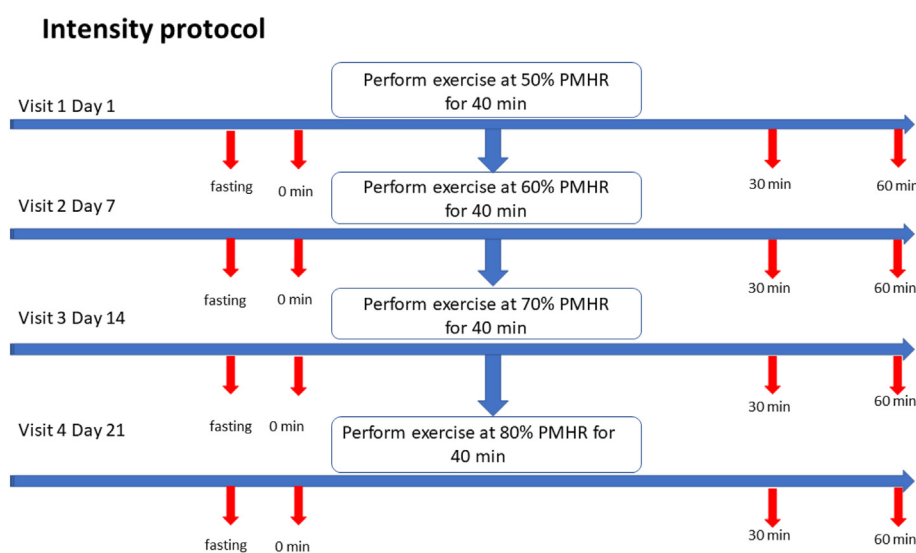 Intensity protocol
Perform exercise at 50% PMHR
for 40 min
Visit 1 Day 1
fasting
0 min
30 min
60 min
Perform exercise at 60% PMHR
for 40 min
Visit 2 Day 7
fasting
0 min
30 min
60 min
Perform exercise at 70% PMHR
for 40 min
Visit 3 Day 14
fasting
0 min
30 min
60 min
Perform exercise at 80% PMHR for
40 min
Visit 4 Day 21
fasting
0 min
30 min
60 min